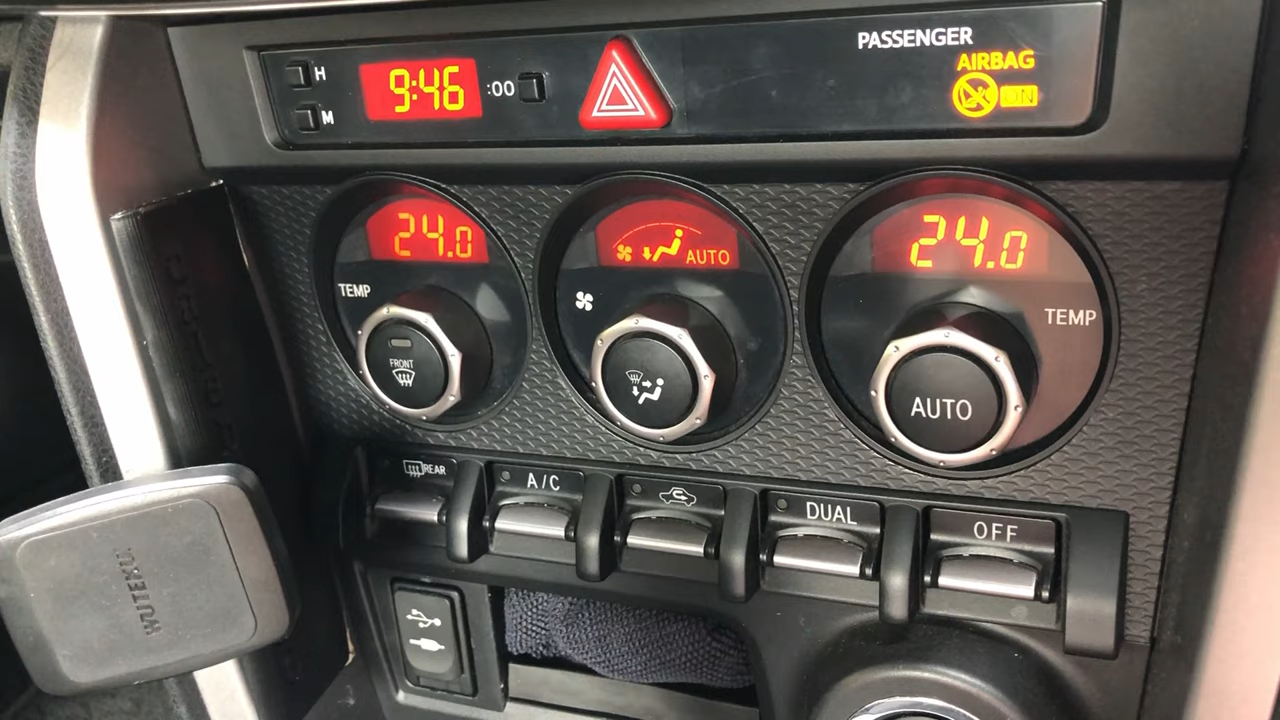 PASSENGER
H
9:46
:00
AIRBAG
M
ON
24.0
AUTO
24.0
TEMP
TEMP
FRONT
AUTO
REAR
A/C
DUAL
OFF
WUTEKU